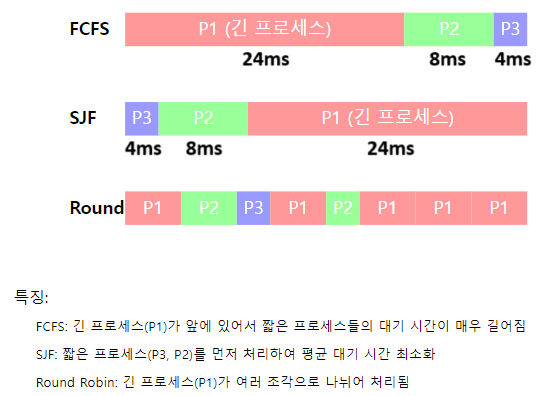 FCFS P1 (긴 프로세스) P2 P3
24ms 8ms 4ms
SJF P3 P2 P1 (긴 프로세스)
4ms 8ms 24ms
Round P1 P2 P3 P1 P2 P1 P1 P1
특징:
FCFS: 긴 프로세스(P1)가 앞에 있어서 짧은 프로세스들의 대기 시간이 매우 길어짐
SJF: 짧은 프로세스(P3, P2)를 먼저 처리하여 평균 대기 시간 최소화
Round Robin: 긴 프로세스(P1)가 여러 조각으로 나뉘어 처리됨